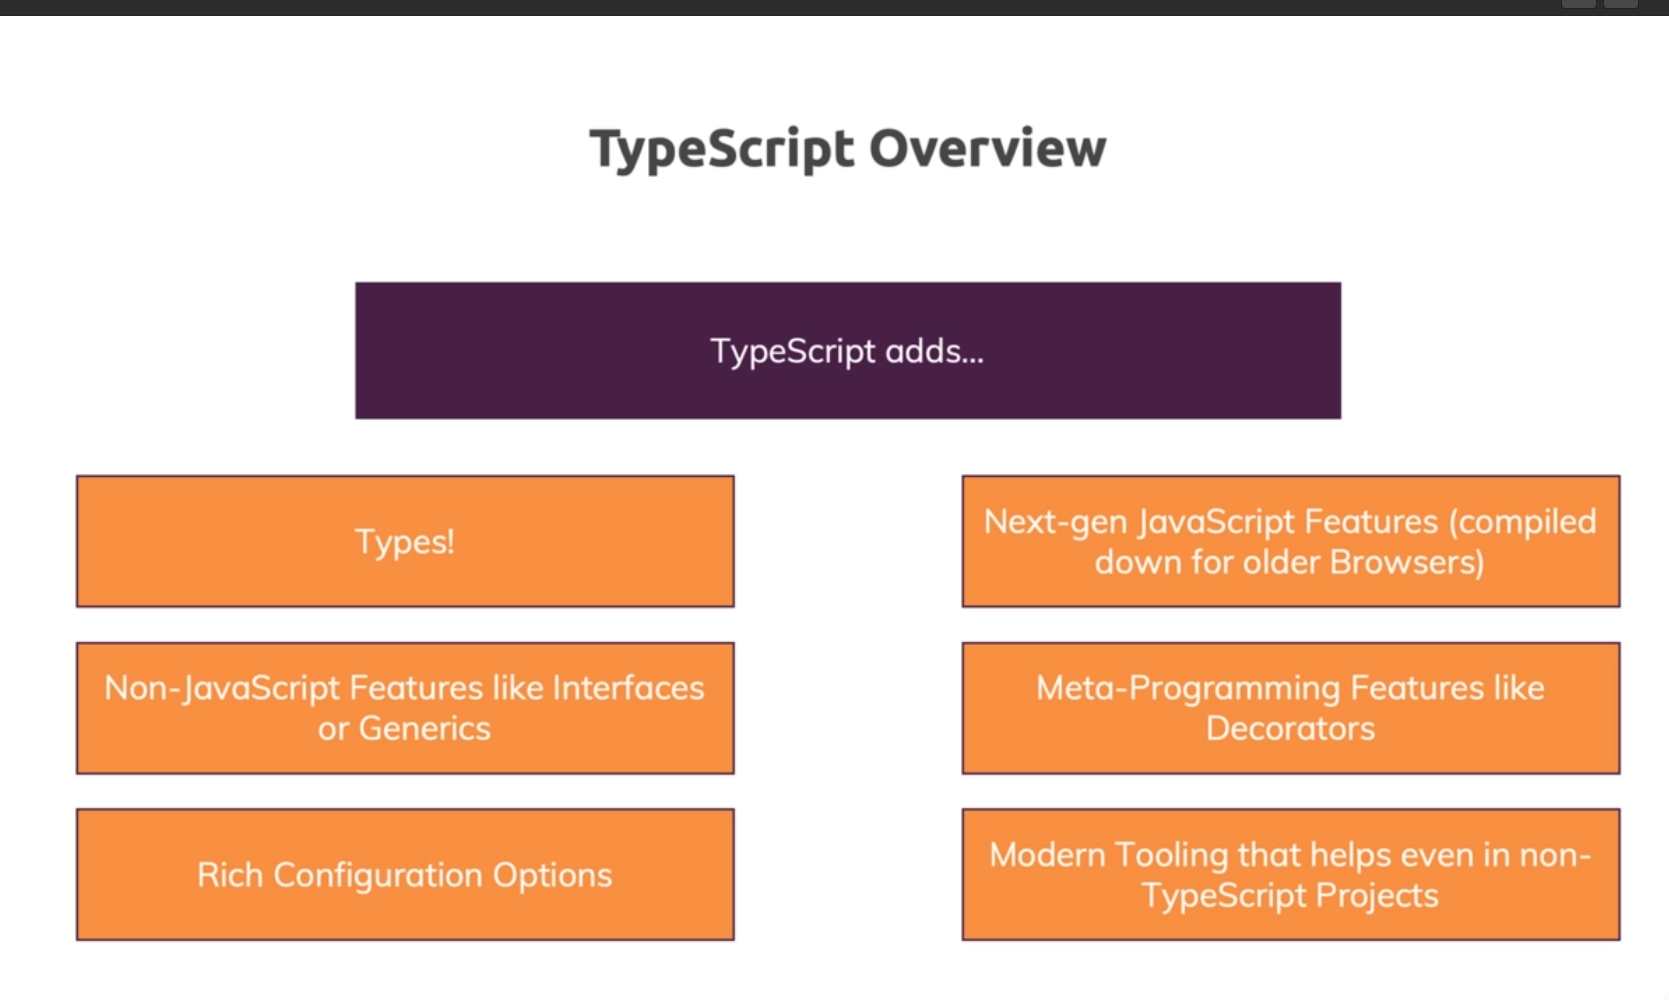 TypeScript Overview
TypeScript adds...
Types!
Next-gen JavaScript Features (compiled
down for older Browsers)
Non-JavaScript Features like Interfaces
or Generics
Meta-Programming Features like
Decorators
Rich Configuration Options
Modern Tooling that helps even in non-
TypeScript Projects